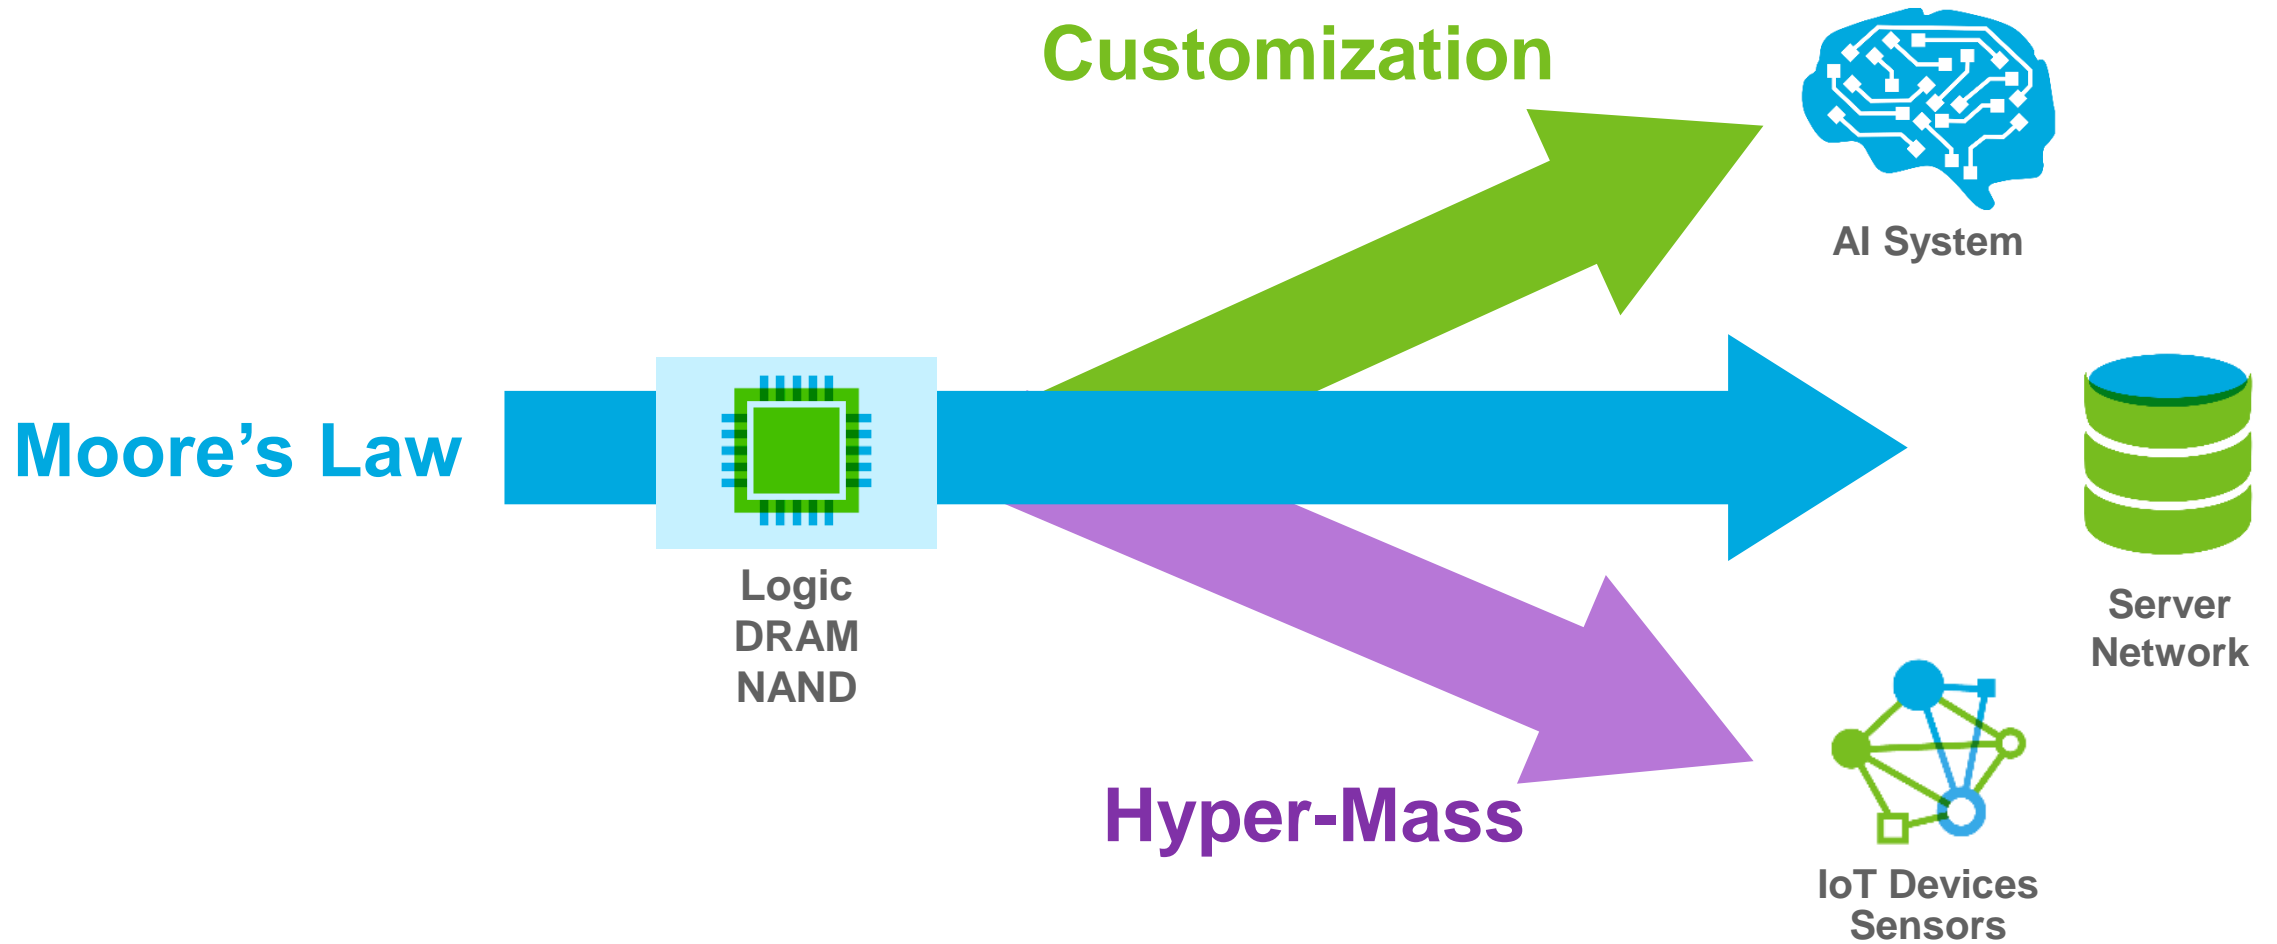 Customization
AI System
Moore’s Law
Logic
DRAM
NAND
Server
Network
Hyper-Mass
IoT Devices
Sensors